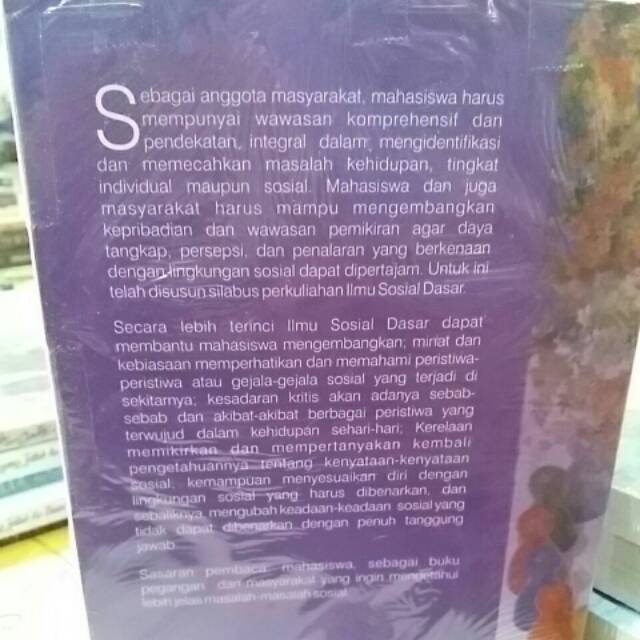 Sebagai anggota masyarakat, mahasiswa harus
mempunyai wawasan komprehensif dan
pendekatan integral dalam mengidentifikasi
dan memecahkan masalah kehidupan, tingkat
individual maupun sosial. Mahasiswa dan juga
masyarakat harus mampu mengembangkan
kepribadian dan wawasan pemikiran agar daya
tangkap, persepsi, dan penalaran yang berkenaan
dengan lingkungan sosial dapat dipertajam. Untuk ini
telah disusun silabus perkuliahan Ilmu Sosial Dasar.
Secara lebih terinci Ilmu Sosial Dasar dapat
membantu mahasiswa mengembangkan; minat dan
kebiasaan memperhatikan dan memahami peristiwa-
peristiwa atau gejala-gejala sosial yang terjadi di
sekitarnya; kesadaran kritis akan adanya sebab-
sebab dan akibat-akibat berbagai peristiwa yang
terwujud dalam kehidupan sehari-hari; Kerelaan
memikirkan dan mempertanyakan kembali
pengetahuannya tentang kenyataan-kenyataan
sosial; kemampuan menyesuaikan diri dengan
lingkungan sosial yang harus dibenarkan, dan
sebaliknya, mengubah keadaan-keadaan sosial yang
tidak dapat dibenarkan dengan penuh tanggung
jawab.
Sasaran pembaca, mahasiswa, sebagai buku
pegangan dan masyarakat yang ingin mengetahui
lebih jelas masalah-masalah sosial.